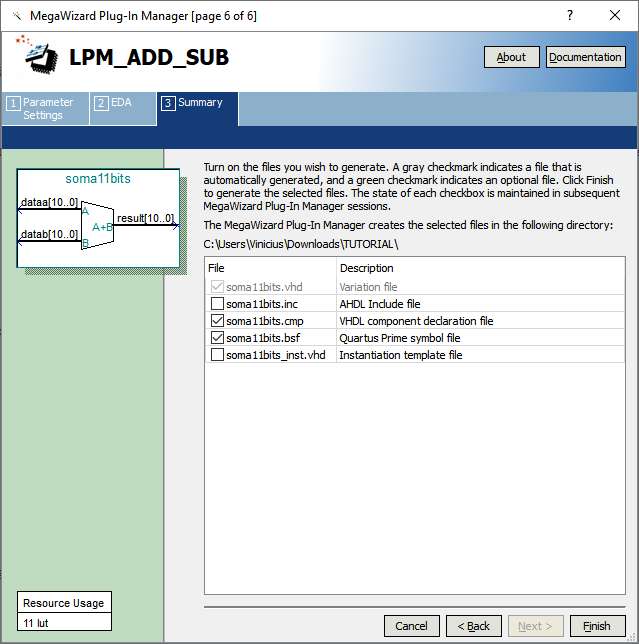 MegaWizard Plug-In Manager [page 6 of 6]
?
LPM_ADD_SUB
About
Documentation
1 Parameter
Settings
2 EDA
3 Summary
soma11bits
dataa[10..0]
A
result[10..0]
A+B
datab[10..0]
B
Turn on the files you wish to generate. A gray checkmark indicates a file that is
automatically generated, and a green checkmark indicates an optional file. Click Finish
to generate the selected files. The state of each checkbox is maintained in subsequent
MegaWizard Plug-In Manager sessions.
The MegaWizard Plug-In Manager creates the selected files in the following directory:
C:\Users\Vinicius\Downloads\TUTORIAL\
File Description
soma11bits.vhd Variation file
soma11bits.inc AHDL Include file
soma11bits.cmp VHDL component declaration file
soma11bits.bsf Quartus Prime symbol file
soma11bits_inst.vhd Instantiation template file
Resource Usage
11 lut
Cancel
< Back
Next >
Finish